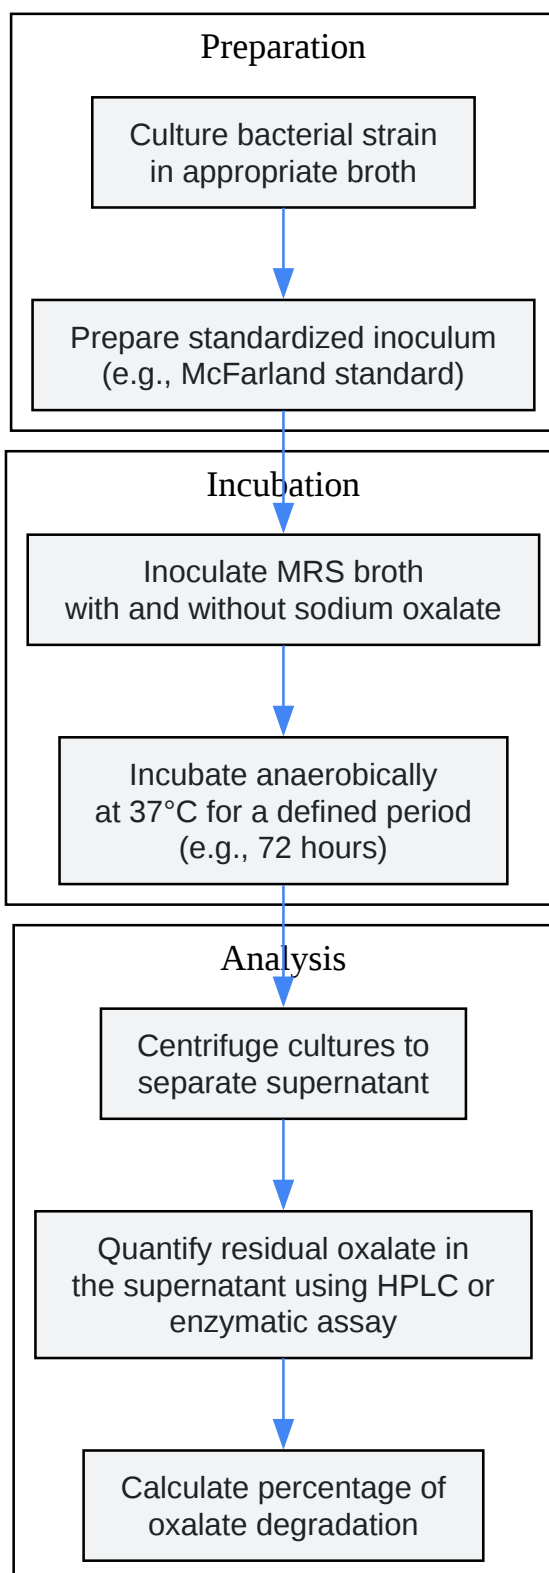 Preparation
Culture bacterial strain
in appropriate broth
Prepare standardized inoculum
(e.g., McFarland standard)
Incubation
Inoculate MRS broth
with and without sodium oxalate
Incubate anaerobically
at 37°C for a defined period
(e.g., 72 hours)
Analysis
Centrifuge cultures to
separate supernatant
Quantify residual oxalate in
the supernatant using HPLC or
enzymatic assay
Calculate percentage of
oxalate degradation